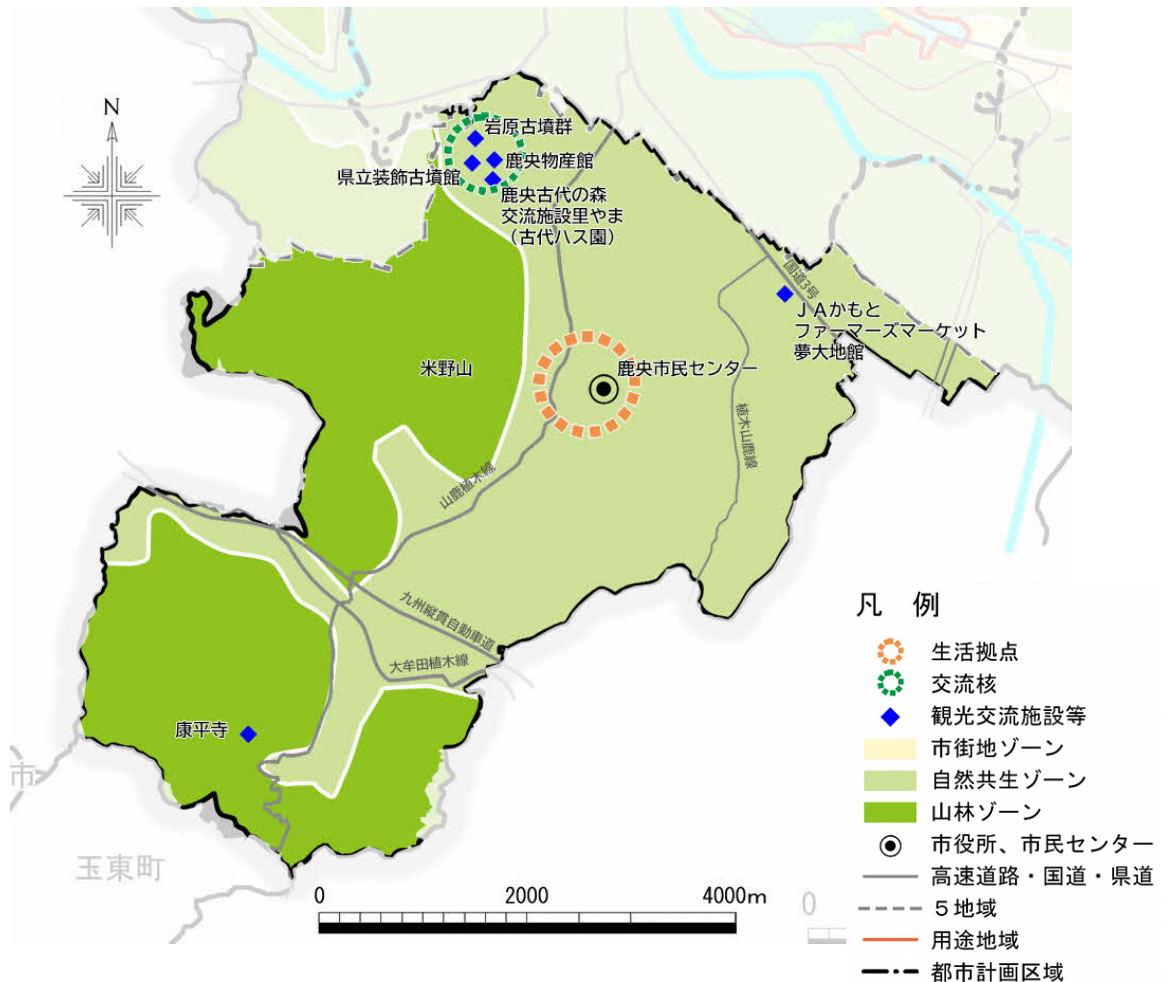 N
岩原古墳群
鹿央物産館
県立装飾古墳館
鹿央古代の森
交流施設里やま
（古代ハス園）
国道3号
ＪＡかもと
ファーマーズマーケット
夢大地館
米野山
鹿央市民センター
植木山鹿線
山鹿植木線
九州縦貫自動車道
大牟田植木線
康平寺
市
玉東町
0 2000 4000m
0
凡 例
生活拠点
交流核
観光交流施設等
市街地ゾーン
自然共生ゾーン
山林ゾーン
市役所、市民センター
高速道路・国道・県道
５地域
用途地域
都市計画区域